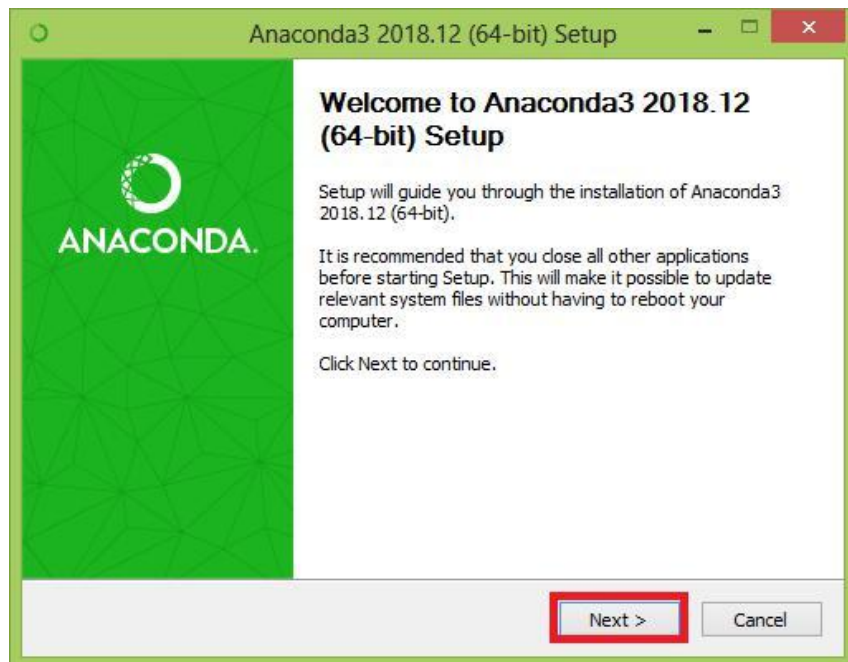 Anaconda3 2018.12 (64-bit) Setup
ANACONDA.
Welcome to Anaconda3 2018.12
(64-bit) Setup
Setup will guide you through the installation of Anaconda3
2018.12 (64-bit).
It is recommended that you close all other applications
before starting Setup. This will make it possible to update
relevant system files without having to reboot your
computer.
Click Next to continue.
Next >
Cancel